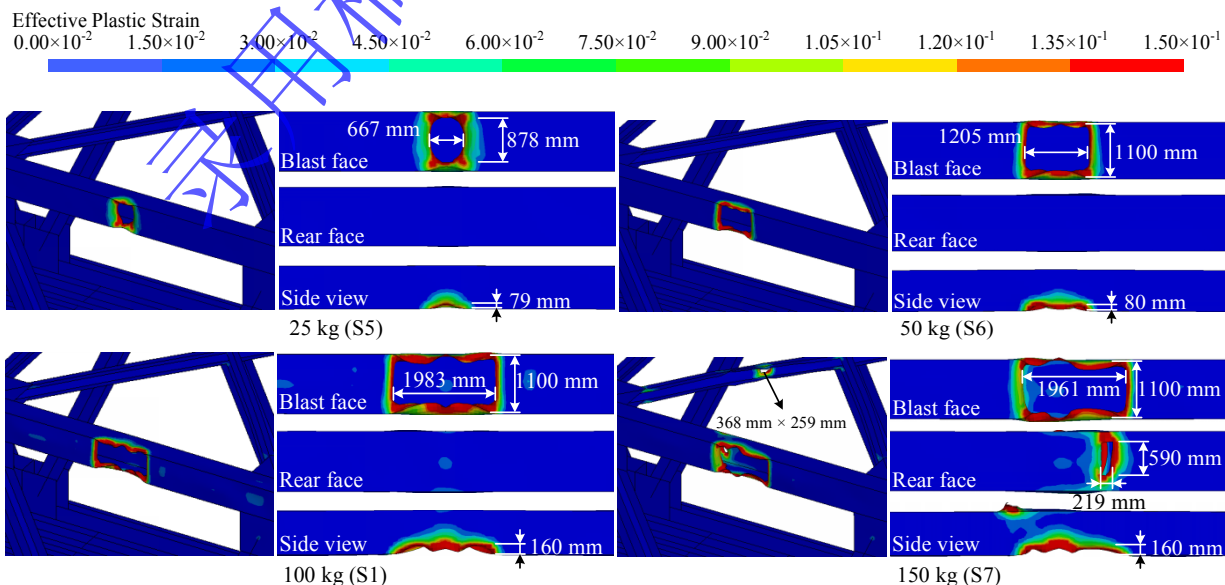 Effective Plastic Strain
0.00×10⁻² 1.50×10⁻² 3.00×10⁻² 4.50×10⁻² 6.00×10⁻² 7.50×10⁻² 9.00×10⁻² 1.05×10⁻¹ 1.20×10⁻¹ 1.35×10⁻¹ 1.50×10⁻¹
667 mm
878 mm
Blast face
Rear face
Side view
79 mm
25 kg (S5)
1205 mm
1100 mm
Blast face
Rear face
Side view
80 mm
50 kg (S6)
1983 mm
1100 mm
Blast face
Rear face
Side view
160 mm
100 kg (S1)
368 mm × 259 mm
1961 mm
1100 mm
Blast face
Rear face
590 mm
219 mm
Side view
160 mm
150 kg (S7)